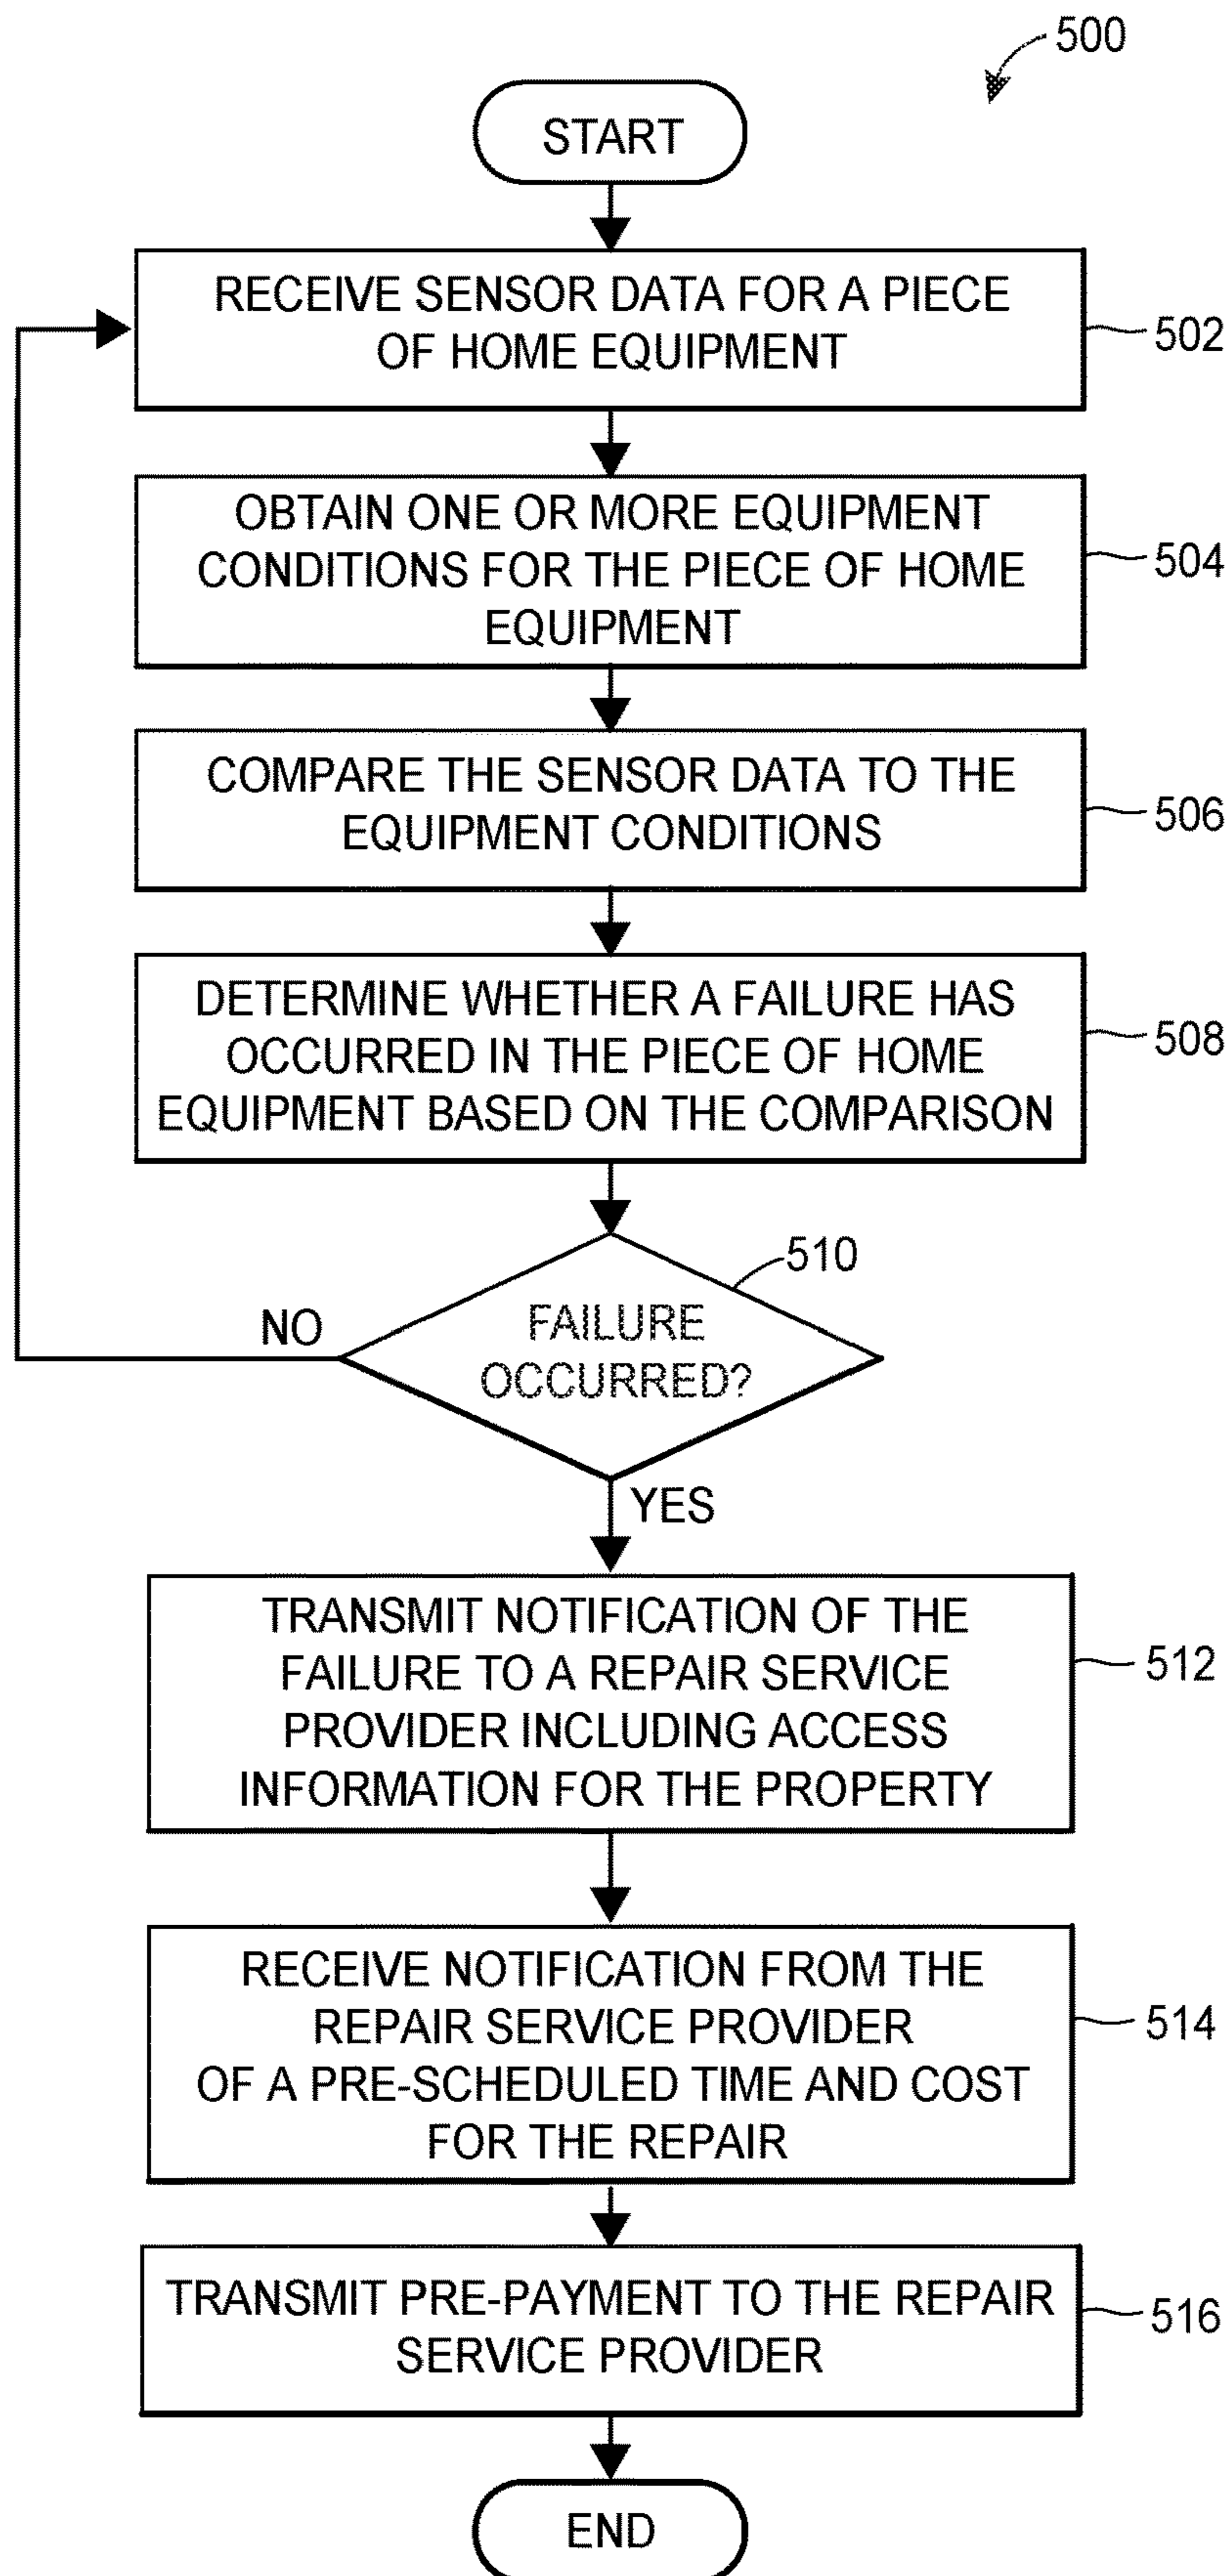 500
START
RECEIVE SENSOR DATA FOR A PIECE
OF HOME EQUIPMENT
502
OBTAIN ONE OR MORE EQUIPMENT
CONDITIONS FOR THE PIECE OF HOME
EQUIPMENT
504
COMPARE THE SENSOR DATA TO THE
EQUIPMENT CONDITIONS
506
DETERMINE WHETHER A FAILURE HAS
OCCURRED IN THE PIECE OF HOME
EQUIPMENT BASED ON THE COMPARISON
508
510
NO
FAILURE
OCCURRED?
YES
TRANSMIT NOTIFICATION OF THE
FAILURE TO A REPAIR SERVICE
PROVIDER INCLUDING ACCESS
INFORMATION FOR THE PROPERTY
512
RECEIVE NOTIFICATION FROM THE
REPAIR SERVICE PROVIDER
OF A PRE-SCHEDULED TIME AND COST
FOR THE REPAIR
514
TRANSMIT PRE-PAYMENT TO THE REPAIR
SERVICE PROVIDER
516
END